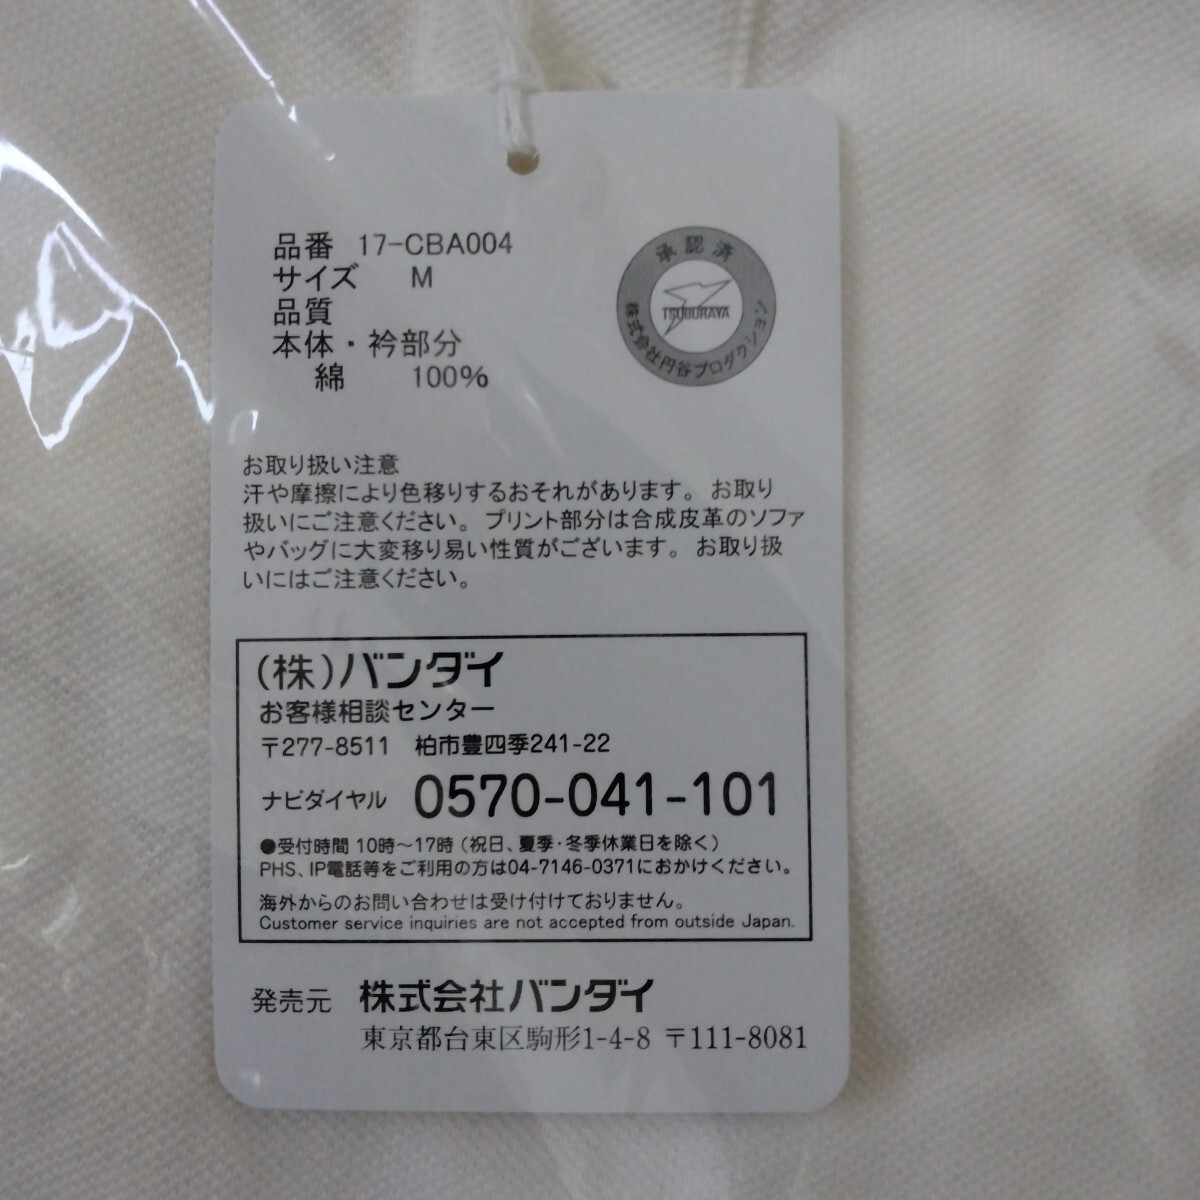 品番 17-CBA004
サイズ M
品質
本体・衿部分
綿 100%
承認済
TSUBURAYA
株式会社円谷プロダクション
お取り扱い注意
汗や摩擦により色移りするおそれがあります。お取り
扱いにご注意ください。プリント部分は合成皮革のソファ
やバッグに大変移り易い性質がございます。お取り扱
いにはご注意ください。
(株)バンダイ
お客様相談センター
〒277-8511 柏市豊四季241-22
ナビダイヤル 0570-041-101
●受付時間 10時～17時（祝日、夏季・冬季休業日を除く）
PHS、IP電話等をご利用の方は04-7146-0371におかけください。
海外からのお問い合わせは受け付けておりません。
Customer service inquiries are not accepted from outside Japan.
発売元 株式会社バンダイ
東京都台東区駒形1-4-8 〒111-8081